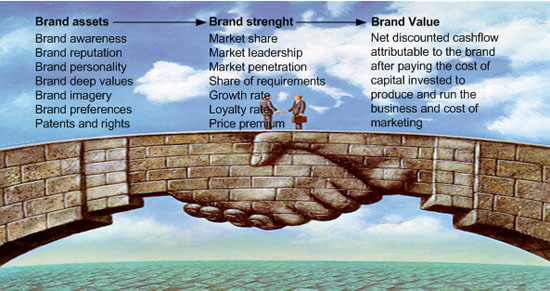 Brand assets
Brand awareness
Brand reputation
Brand personality
Brand deep values
Brand imagery
Brand preferences
Patents and rights
Brand strenght
Market share
Market leadership
Market penetration
Share of requirements
Growth rate
Loyalty rate
Price premium
Brand Value
Net discounted cashflow
attributable to the brand
after paying the cost of
capital invested to
produce and run the
business and cost of
marketing